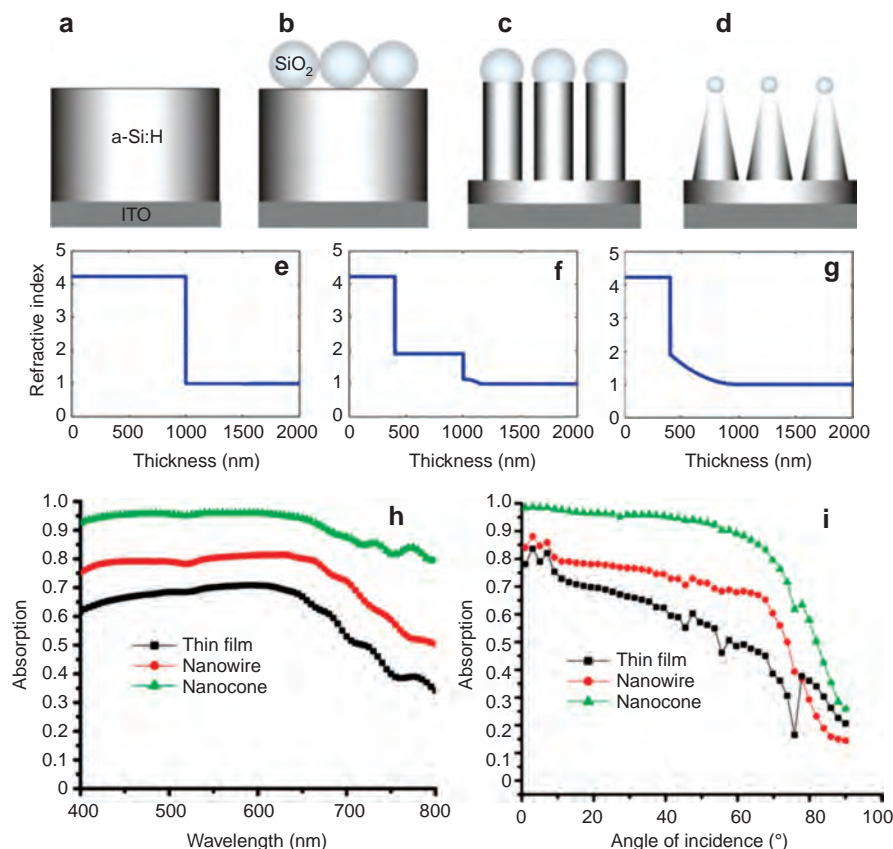 a b c d
SiO2
a-Si:H
ITO
e f g
Refractive index
5 4 3 2 1 0
0 500 1000 1500 2000
Thickness (nm)
5 4 3 2 1 0
0 500 1000 1500 2000
Thickness (nm)
5 4 3 2 1 0
0 500 1000 1500 2000
Thickness (nm)
h
Absorption
1.0
0.9
0.8
0.7
0.6
0.5
0.4
0.3
0.2
0.1
0
Thin film
Nanowire
Nanocone
400 500 600 700 800
Wavelength (nm)
i
Absorption
1.0
0.9
0.8
0.7
0.6
0.5
0.4
0.3
0.2
0.1
0
Thin film
Nanowire
Nanocone
0 20 40 60 80 100
Angle of incidence (°)